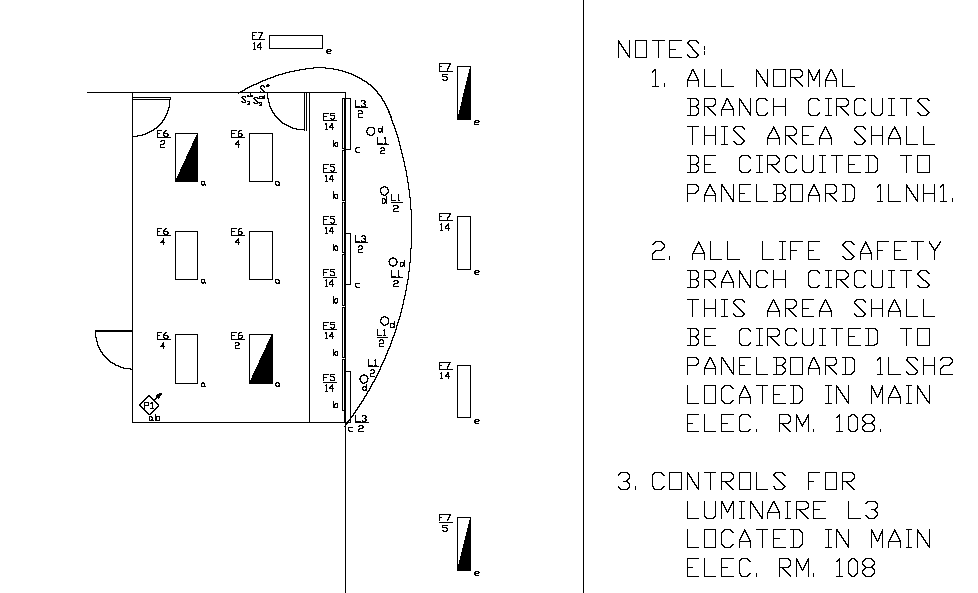 F7
14
e
F7
5
e
S S S
F6
2
a
F6
4
a
F5
14
b
L3
2
c
d
L1
2
F5
14
b
d
L1
2
F6
4
a
F6
4
a
F5
14
b
L3
2
c
F7
14
e
d
L1
2
F5
14
b
F6
4
a
F6
2
a
F5
14
b
d
L1
2
F5
14
b
L1
2
d
F7
14
e
P1
ab
L3
2
c
F7
5
e
NOTES:
1. ALL NORMAL
BRANCH CIRCUITS
THIS AREA SHALL
BE CIRCUITED TO
PANELBOARD 1LNH1.
2. ALL LIFE SAFETY
BRANCH CIRCUITS
THIS AREA SHALL
BE CIRCUITED TO
PANELBOARD 1LSH2
LOCATED IN MAIN
ELEC. RM. 108.
3. CONTROLS FOR
LUMINAIRE L3
LOCATED IN MAIN
ELEC. RM. 108